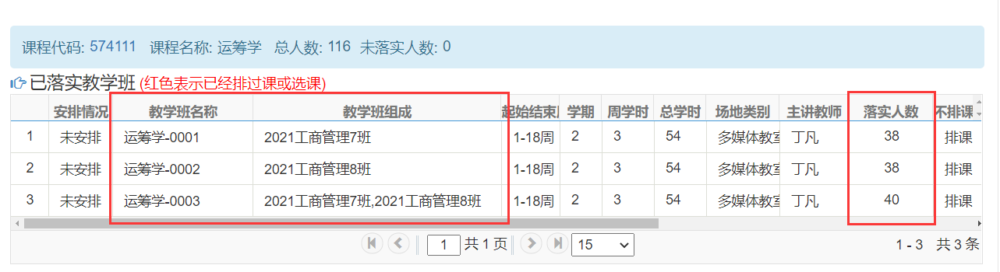 课程代码: 574111 课程名称: 运筹学 总人数: 116 未落实人数: 0
已落实教学班 (红色表示已经排过课或选课)
安排情况 教学班名称 教学班组成 起始结束 学期 周学时 总学时 场地类别 主讲教师 落实人数 不排课
1 未安排 运筹学-0001 2021工商管理7班 1-18周 2 3 54 多媒体教室 丁凡 38 排课
2 未安排 运筹学-0002 2021工商管理8班 1-18周 2 3 54 多媒体教室 丁凡 38 排课
3 未安排 运筹学-0003 2021工商管理7班,2021工商管理8班 1-18周 2 3 54 多媒体教室 丁凡 40 排课
1 共 1 页 15 1 - 3 共 3 条